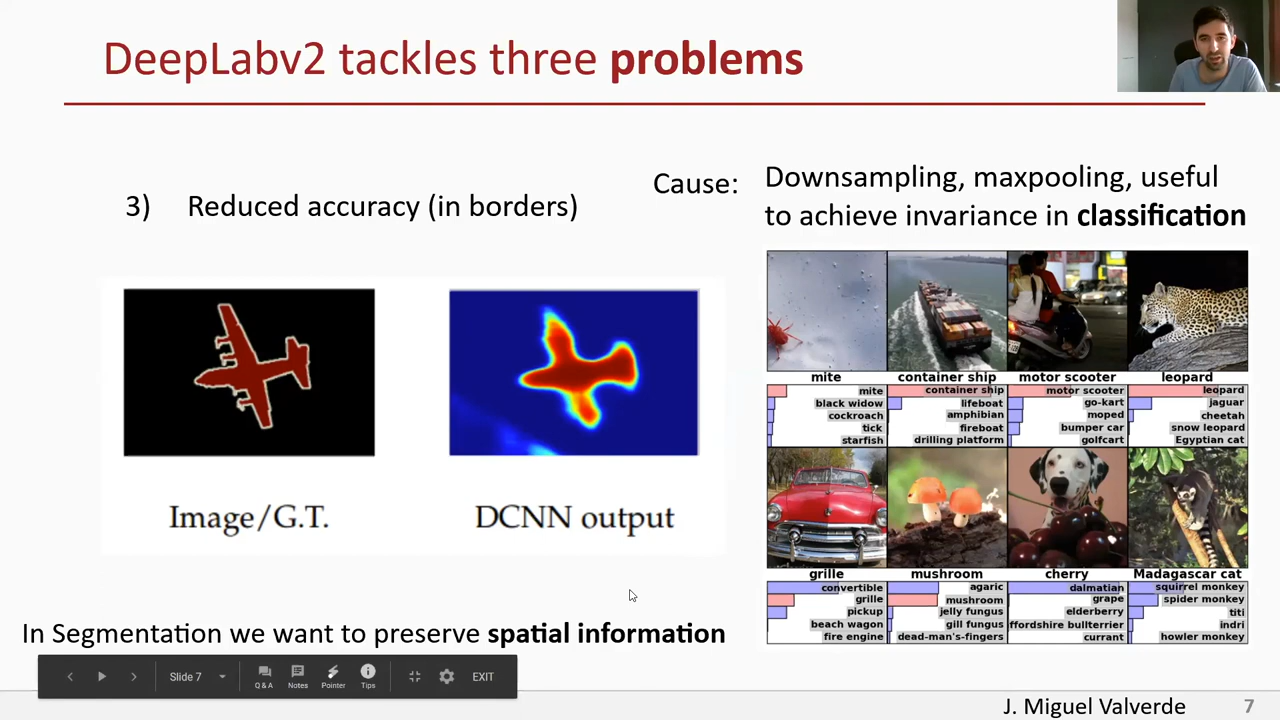 DeepLabv2 tackles three problems
3) Reduced accuracy (in borders)
Cause:
Downsampling, maxpooling, useful
to achieve invariance in classification
Image/G.T.
DCNN output
mite
container ship
motor scooter
leopard
mite
black widow
cockroach
tick
starfish
container ship
lifeboat
amphibian
fireboat
drilling platform
motor scooter
go-kart
moped
bumper car
golfcart
leopard
jaguar
cheetah
snow leopard
Egyptian cat
grille
mushroom
cherry
Madagascar cat
convertible
grille
pickup
beach wagon
fire engine
agaric
mushroom
jelly fungus
gill fungus
dead-man's-fingers
dalmatian
grape
elderberry
ffordshire bullterrier
currant
squirrel monkey
spider monkey
titi
indri
howler monkey
In Segmentation we want to preserve spatial information
Slide 7
Q & A
Notes
Pointer
Tips
EXIT
J. Miguel Valverde
7